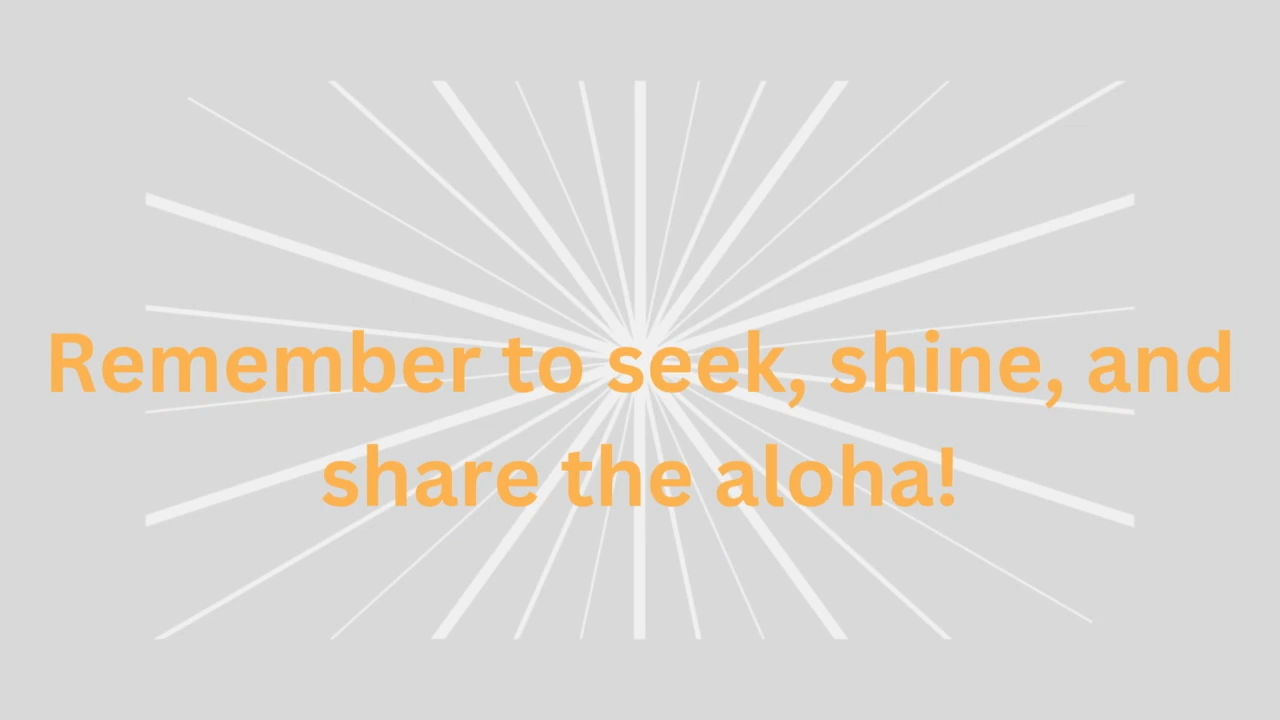 Remember to seek, shine, and
share the aloha!